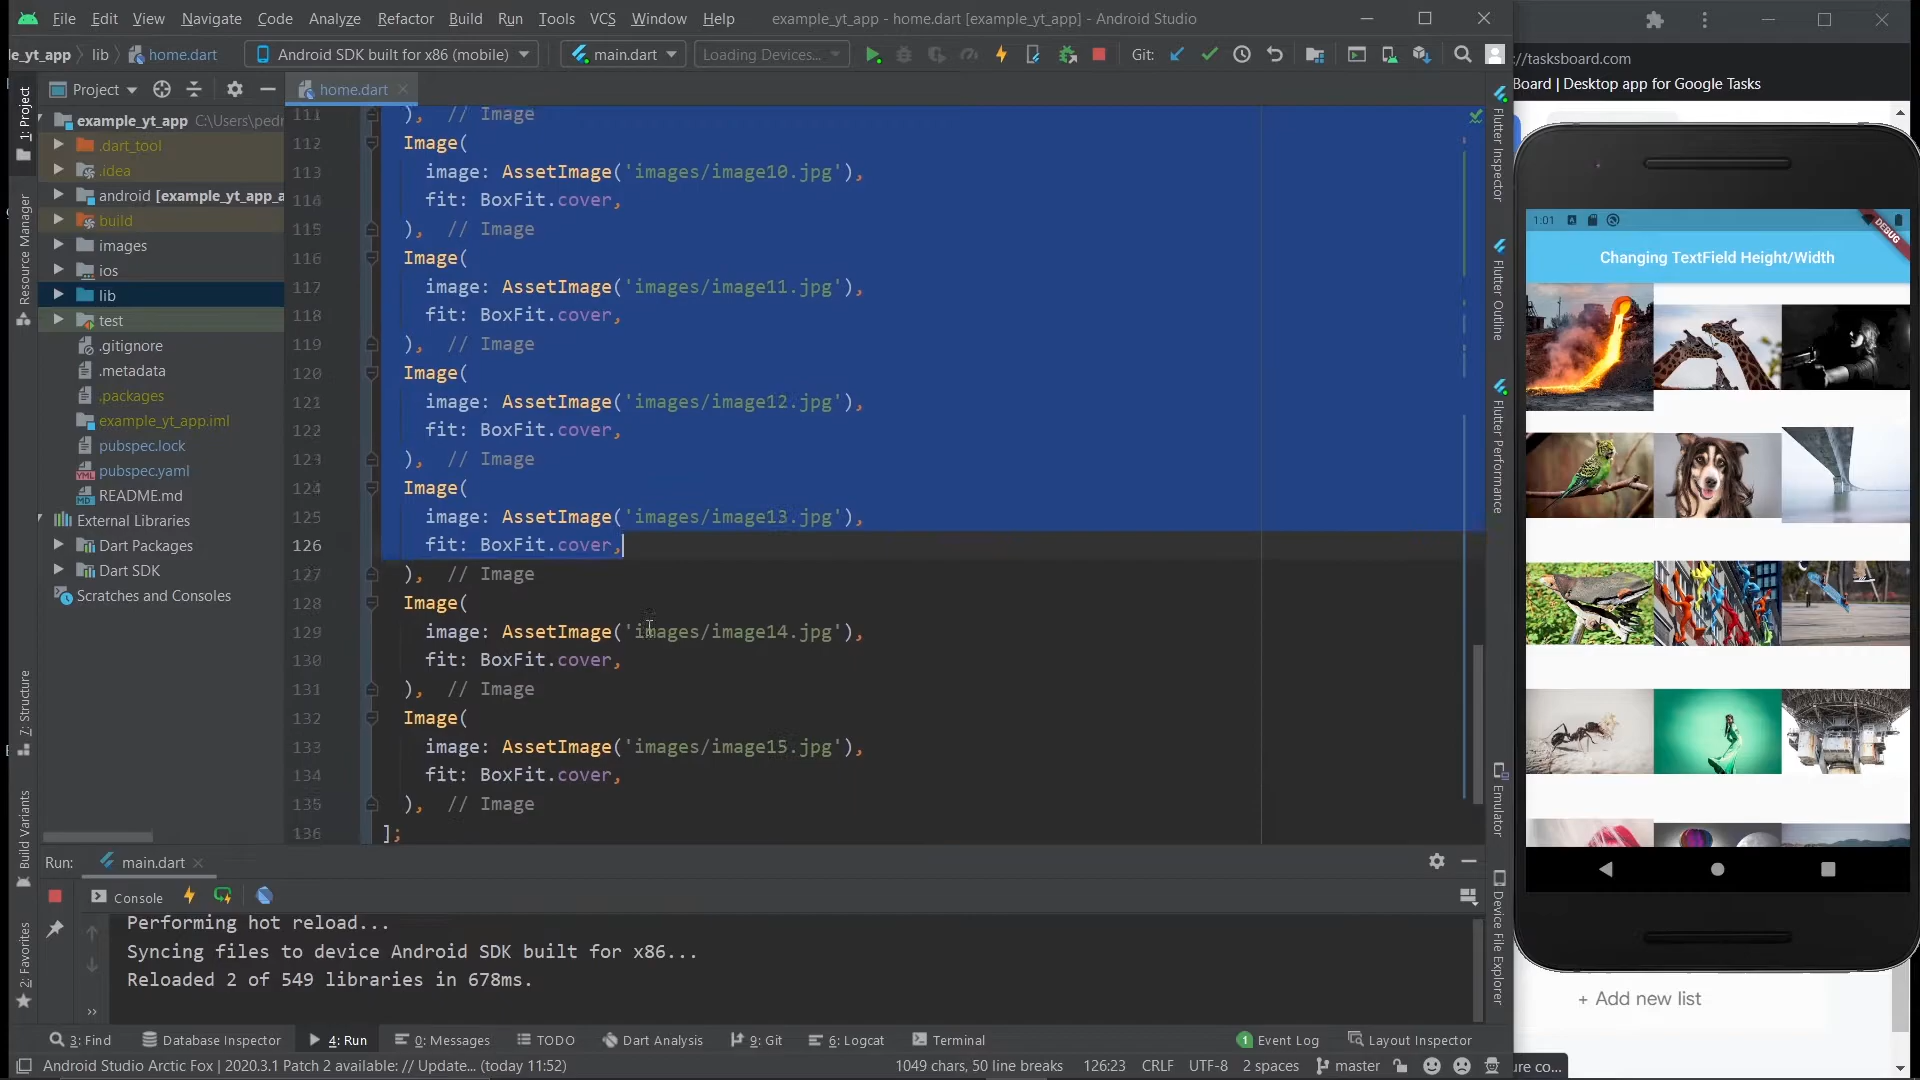 File Edit View Navigate Code Analyze Refactor Build Run Tools VCS Window Help example_yt_app - home.dart [example_yt_app] - Android Studio
le_yt_app lib home.dart Android SDK built for x86 (mobile) main.dart Loading Devices... Git:
://tasksboard.com
Board | Desktop app for Google Tasks
Project home.dart
1: Project
Resource Manager
7: Structure
Build Variants
2: Favorites
example_yt_app C:\Users\pedr
.dart_tool
.idea
android [example_yt_app_a
build
images
ios
lib
test
.gitignore
.metadata
.packages
example_yt_app.iml
pubspec.lock
pubspec.yaml
README.md
External Libraries
Dart Packages
Dart SDK
Scratches and Consoles
111 ), // Image
112 Image(
113 image: AssetImage('images/image10.jpg'),
114 fit: BoxFit.cover,
115 ), // Image
116 Image(
117 image: AssetImage('images/image11.jpg'),
118 fit: BoxFit.cover,
119 ), // Image
120 Image(
121 image: AssetImage('images/image12.jpg'),
122 fit: BoxFit.cover,
123 ), // Image
124 Image(
125 image: AssetImage('images/image13.jpg'),
126 fit: BoxFit.cover,
127 ), // Image
128 Image(
129 image: AssetImage('images/image14.jpg'),
130 fit: BoxFit.cover,
131 ), // Image
132 Image(
133 image: AssetImage('images/image15.jpg'),
134 fit: BoxFit.cover,
135 ), // Image
136 ];
Flutter Inspector
Flutter Outline
Flutter Performance
Emulator
Device File Explorer
1:01
DEBUG
Changing TextField Height/Width
+ Add new list
Run: main.dart
Console
Performing hot reload...
Syncing files to device Android SDK built for x86...
Reloaded 2 of 549 libraries in 678ms.
3: Find Database Inspector 4: Run 0: Messages TODO Dart Analysis 9: Git 6: Logcat Terminal 1 Event Log Layout Inspector
Android Studio Arctic Fox | 2020.3.1 Patch 2 available: // Update... (today 11:52) 1049 chars, 50 line breaks 126:23 CRLF UTF-8 2 spaces master
ure co...